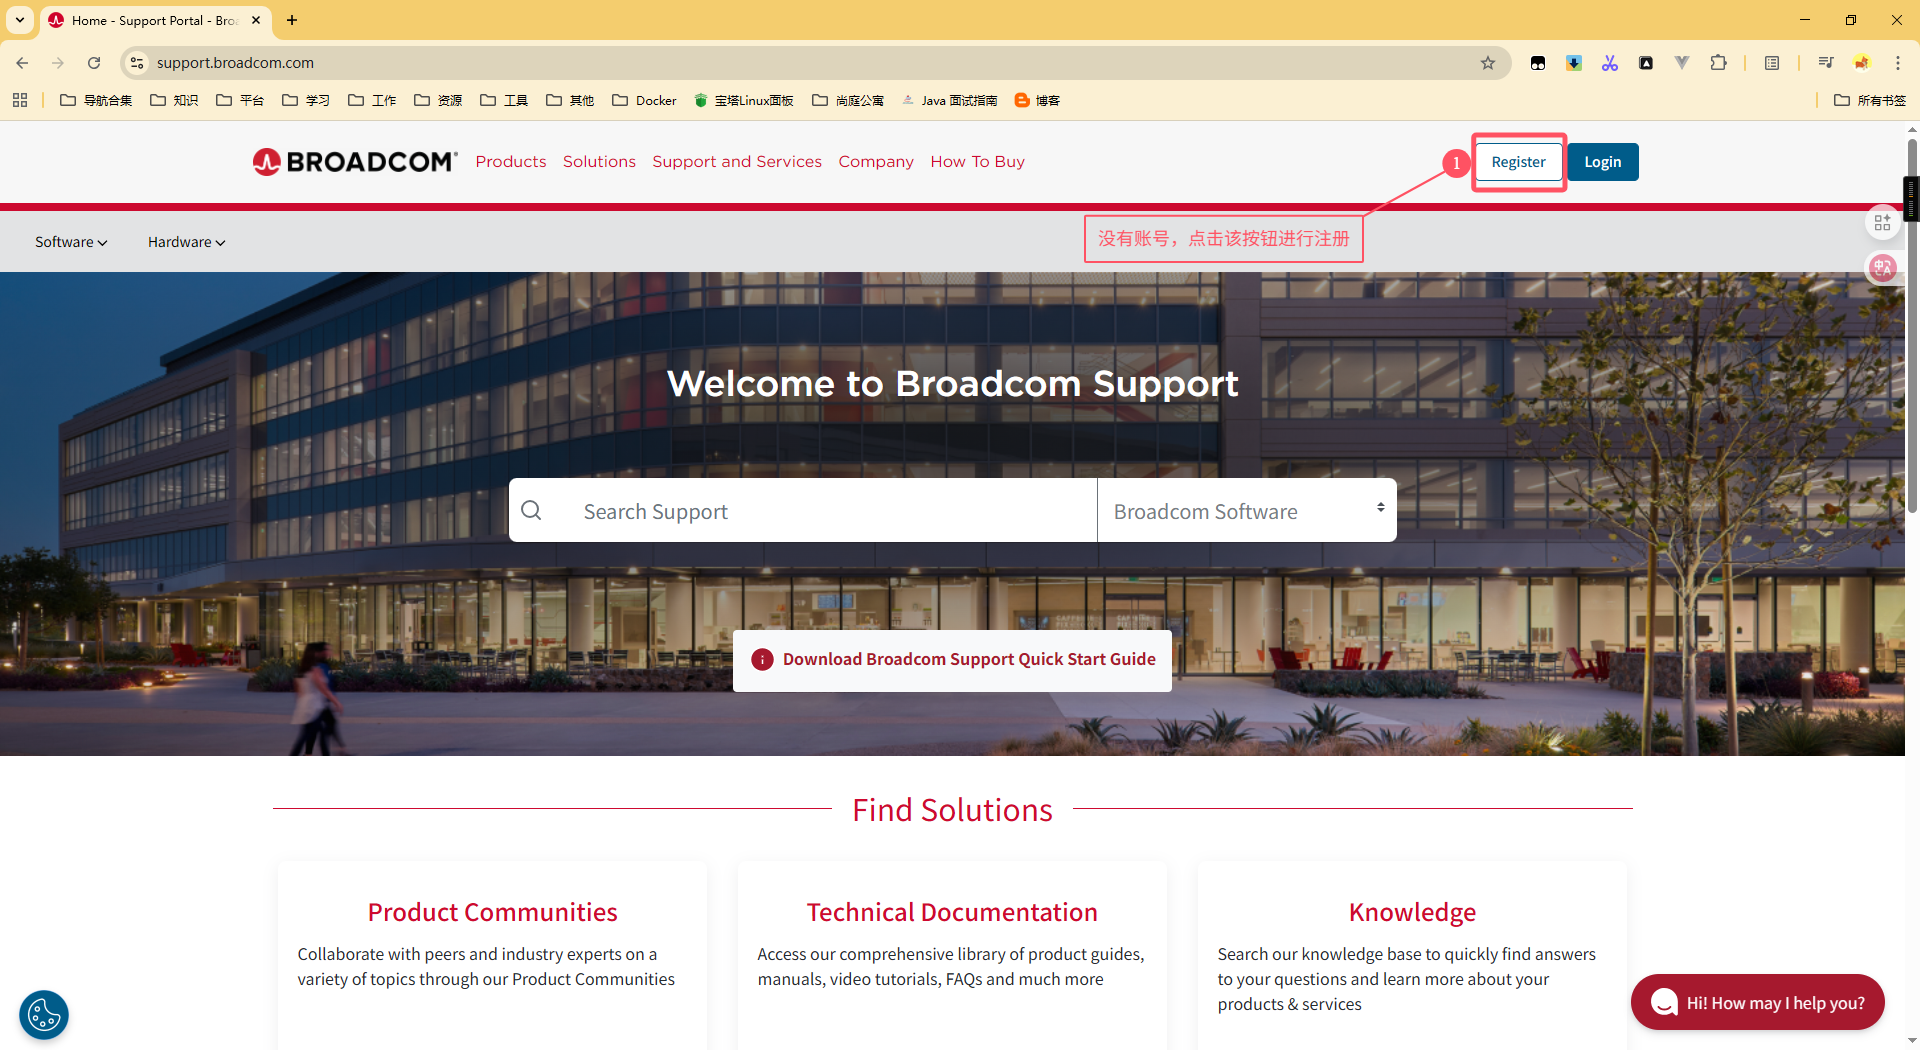 Home - Support Portal - Bro
support.broadcom.com
导航合集 知识 平台 学习 工作 资源 工具 其他 Docker 宝塔Linux面板 尚庭公寓 Java 面试指南 博客 所有书签
BROADCOM Products Solutions Support and Services Company How To Buy 1 Register Login
Software Hardware 没有账号，点击该按钮进行注册
Welcome to Broadcom Support
Search Support Broadcom Software
Download Broadcom Support Quick Start Guide
Find Solutions
Product Communities
Collaborate with peers and industry experts on a
variety of topics through our Product Communities
Technical Documentation
Access our comprehensive library of product guides,
manuals, video tutorials, FAQs and much more
Knowledge
Search our knowledge base to quickly find answers
to your questions and learn more about your
products & services
Hi! How may I help you?